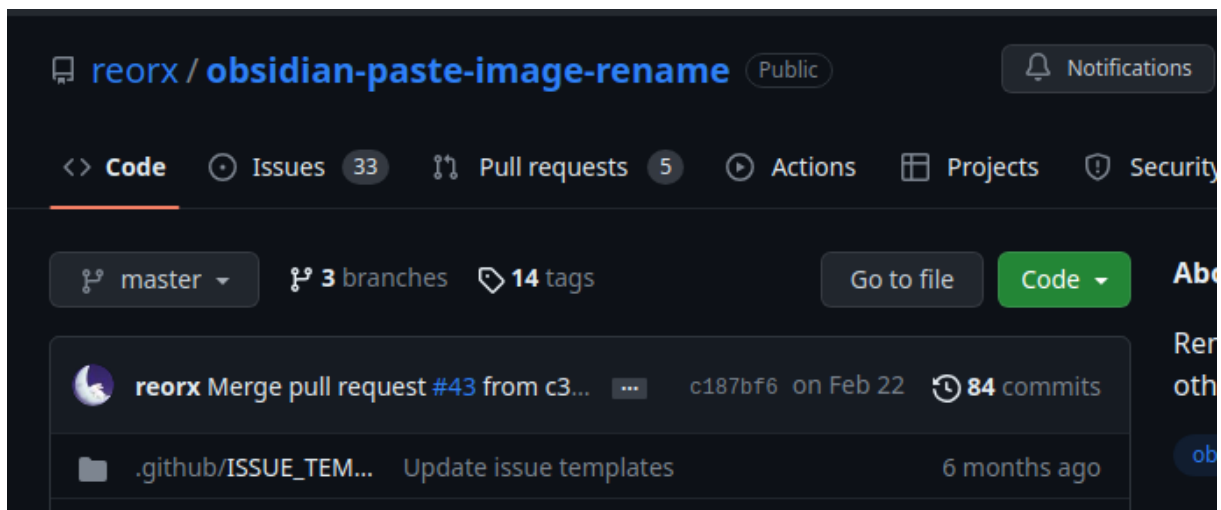 reorx / obsidian-paste-image-rename Public Notifications
<> Code Issues 33 Pull requests 5 Actions Projects Security
master 3 branches 14 tags Go to file Code
reorx Merge pull request #43 from c3... ... c187bf6 on Feb 22 84 commits
.github/ISSUE_TEM... Update issue templates 6 months ago